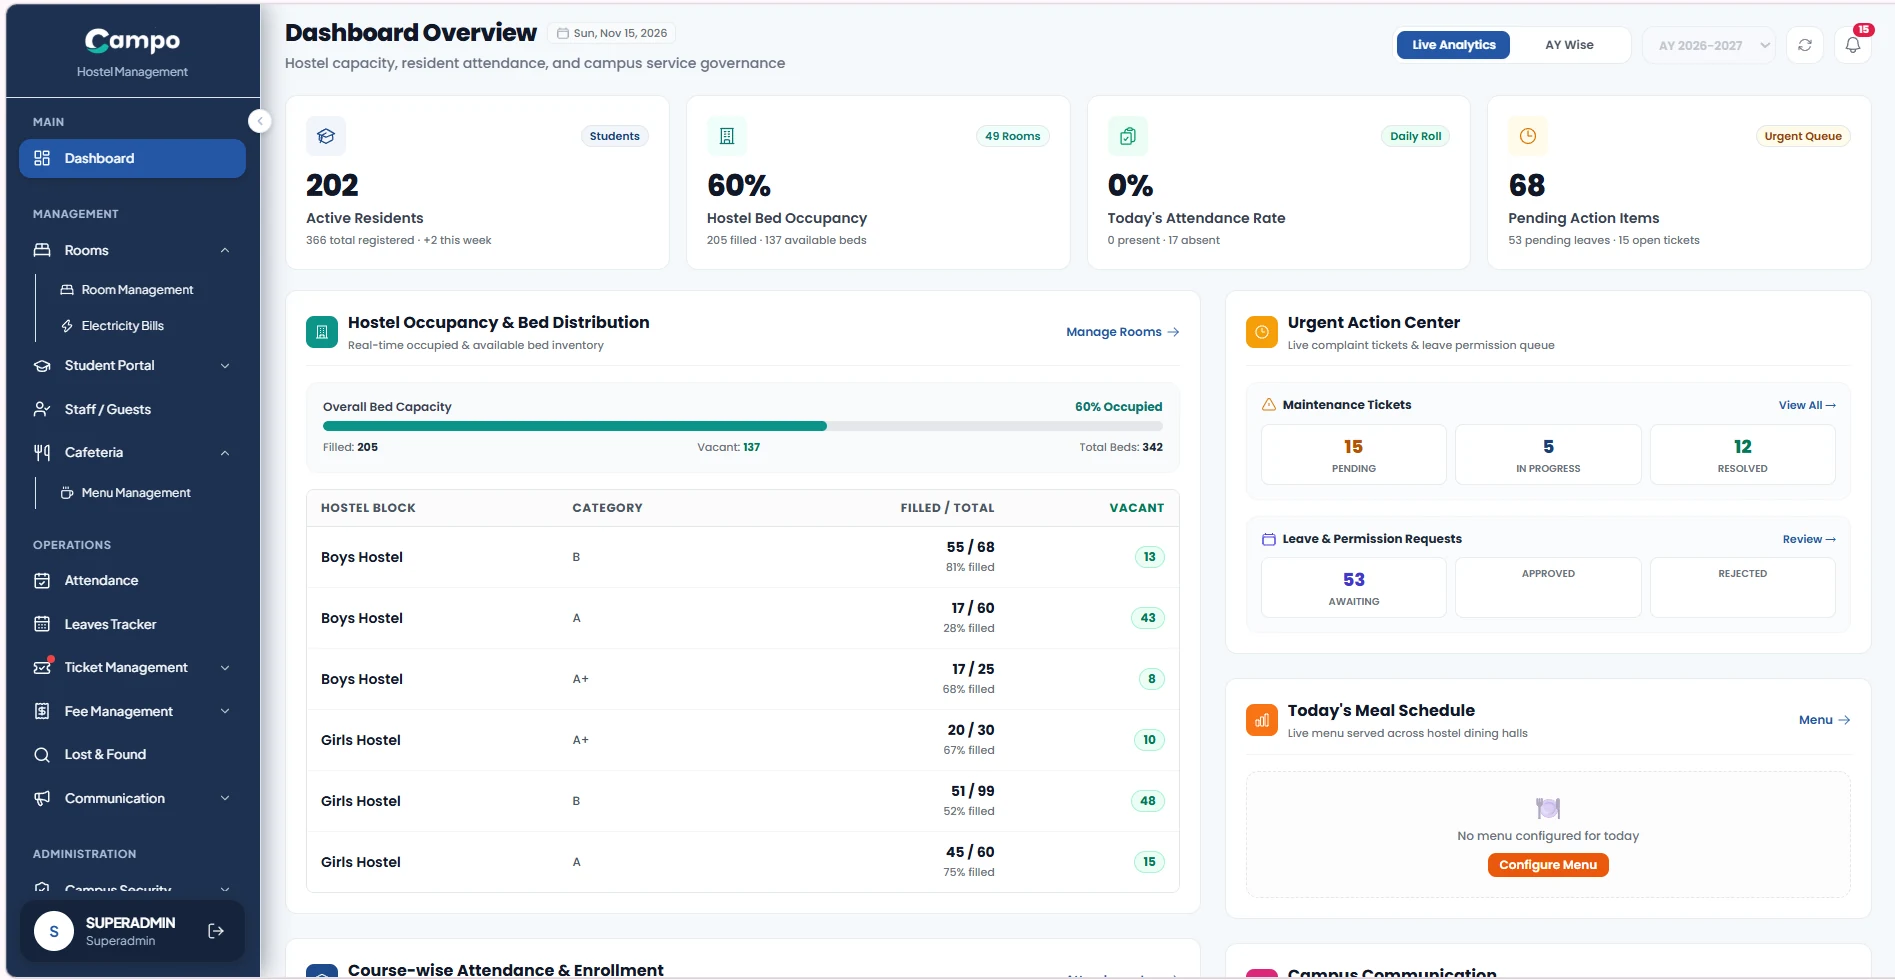 Campo
Hostel Management
MAIN
Dashboard
MANAGEMENT
Rooms
Room Management
Electricity Bills
Student Portal
Staff / Guests
Cafeteria
Menu Management
OPERATIONS
Attendance
Leaves Tracker
Ticket Management
Fee Management
Lost & Found
Communication
ADMINISTRATION
Campus Security
S
SUPERADMIN
Superadmin
Dashboard Overview
Sun, Nov 15, 2026
Hostel capacity, resident attendance, and campus service governance
Live Analytics
AY Wise
AY 2026-2027
15
Students
202
Active Residents
366 total registered · +2 this week
49 Rooms
60%
Hostel Bed Occupancy
205 filled · 137 available beds
Daily Roll
0%
Today's Attendance Rate
0 present · 17 absent
Urgent Queue
68
Pending Action Items
53 pending leaves · 15 open tickets
Hostel Occupancy & Bed Distribution
Real-time occupied & available bed inventory
Manage Rooms →
Overall Bed Capacity
60% Occupied
Filled: 205
Vacant: 137
Total Beds: 342
HOSTEL BLOCK CATEGORY FILLED / TOTAL VACANT
Boys Hostel B 55 / 68 13
81% filled
Boys Hostel A 17 / 60 43
28% filled
Boys Hostel A+ 17 / 25 8
68% filled
Girls Hostel A+ 20 / 30 10
67% filled
Girls Hostel B 51 / 99 48
52% filled
Girls Hostel A 45 / 60 15
75% filled
Course-wise Attendance & Enrollment
Urgent Action Center
Live complaint tickets & leave permission queue
Maintenance Tickets
View All →
15
PENDING
5
IN PROGRESS
12
RESOLVED
Leave & Permission Requests
Review →
53
AWAITING
APPROVED
REJECTED
Today's Meal Schedule
Live menu served across hostel dining halls
Menu →
No menu configured for today
Configure Menu
Campus Communication